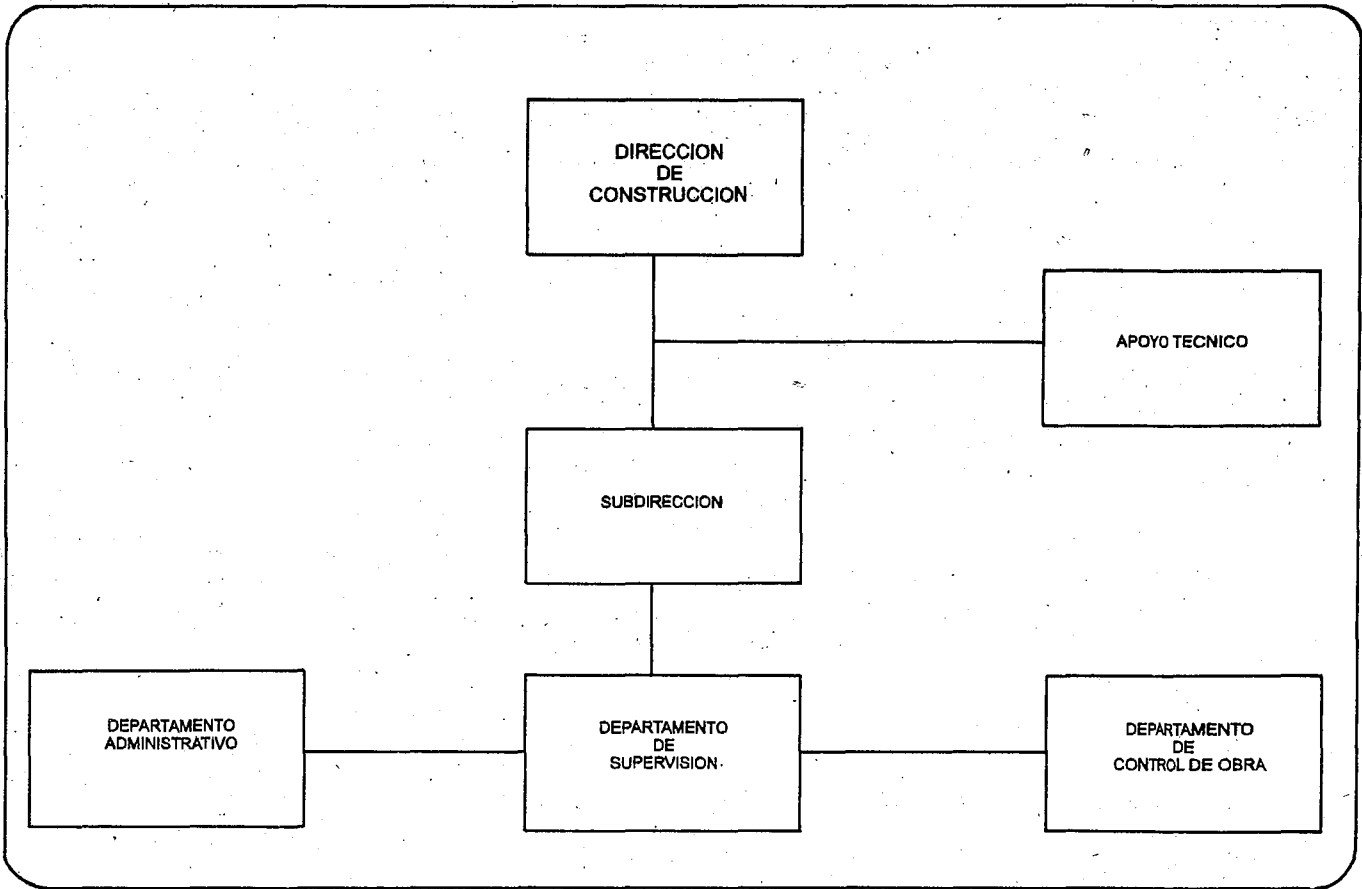 DIRECCION
DE
CONSTRUCCION
APOYO TECNICO
SUBDIRECCION
DEPARTAMENTO
ADMINISTRATIVO
DEPARTAMENTO
DE
SUPERVISION
DEPARTAMENTO
DE
CONTROL DE OBRA